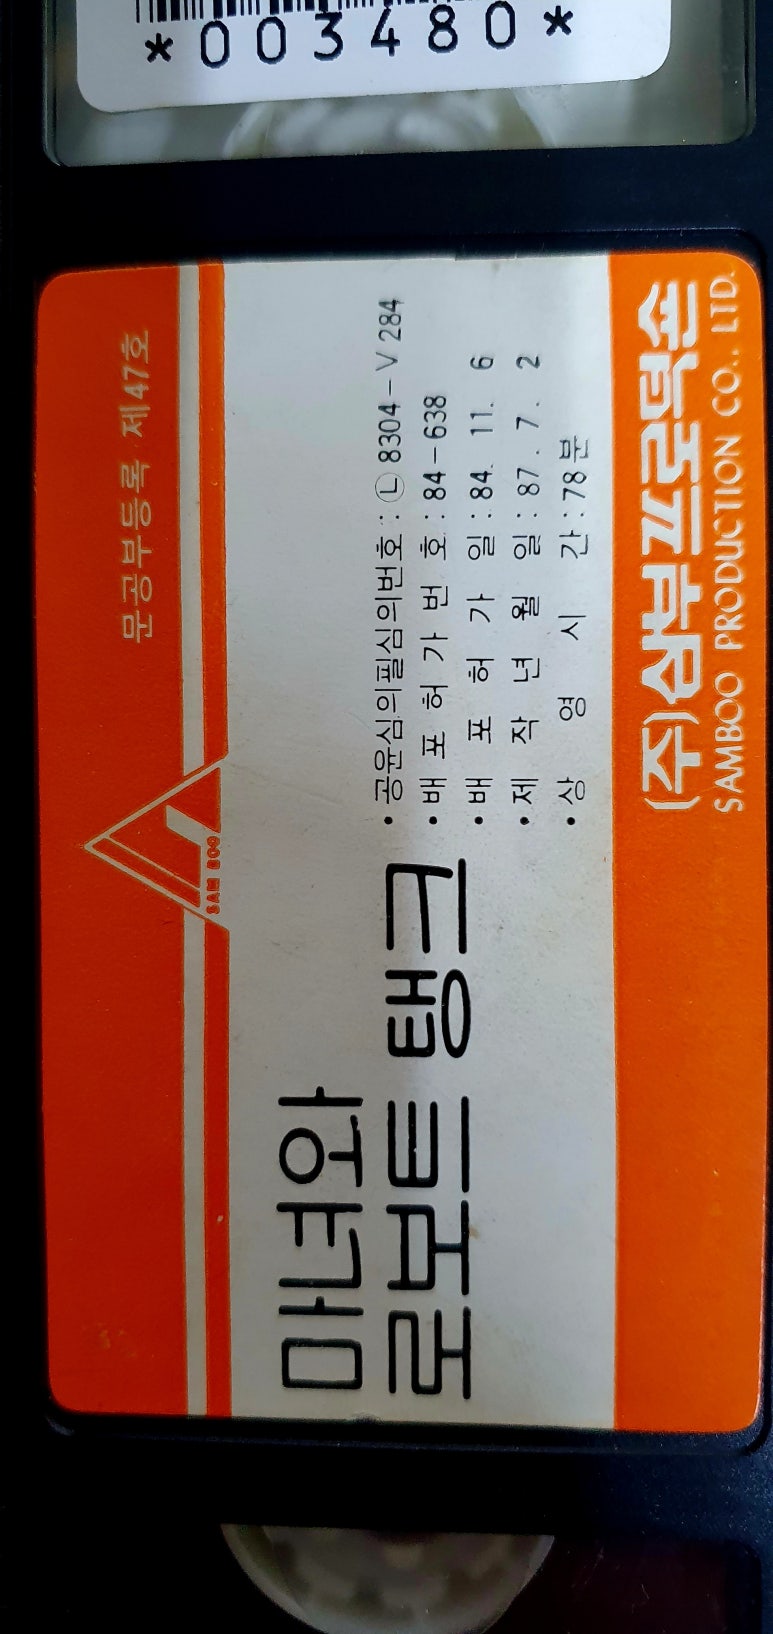 *003480*
문공부등록 제47호
SAM BOO
마녀와
로보트 탱크
•공윤심의필심의번호 : Ⓛ 8304-V 284
•배포허가번호 : 84-638
•배포허가일 : 84. 11. 6
•제작년월일 : 87. 7. 2
•상영시간 : 78분
(주)삼부프로덕숀
SAMBOO PRODUCTION CO., LTD.